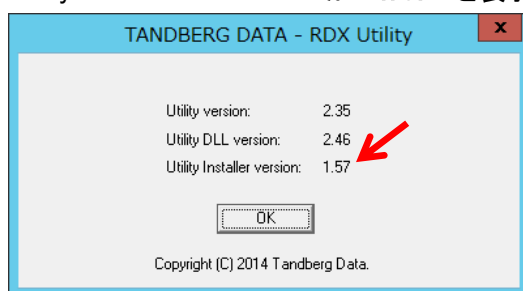 TANDBERG DATA - RDX Utility
x
Utility version: 2.35
Utility DLL version: 2.46
Utility Installer version: 1.57
OK
Copyright (C) 2014 Tandberg Data.